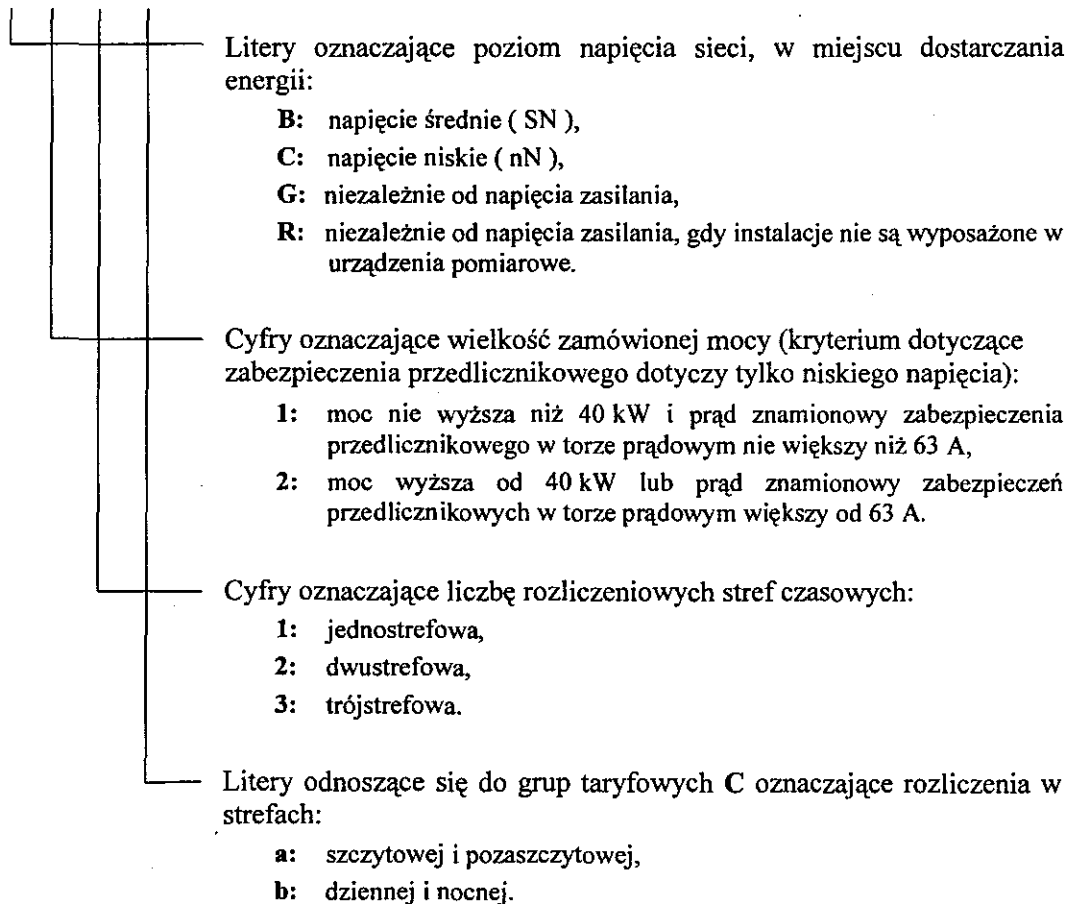 Litery oznaczające poziom napięcia sieci, w miejscu dostarczania
energii:
B: napięcie średnie ( SN ),
C: napięcie niskie ( nN ),
G: niezależnie od napięcia zasilania,
R: niezależnie od napięcia zasilania, gdy instalacje nie są wyposażone w
urządzenia pomiarowe.
Cyfry oznaczające wielkość zamówionej mocy (kryterium dotyczące
zabezpieczenia przedlicznikowego dotyczy tylko niskiego napięcia):
1: moc nie wyższa niż 40 kW i prąd znamionowy zabezpieczenia
przedlicznikowego w torze prądowym nie większy niż 63 A,
2: moc wyższa od 40 kW lub prąd znamionowy zabezpieczeń
przedlicznikowych w torze prądowym większy od 63 A.
Cyfry oznaczające liczbę rozliczeniowych stref czasowych:
1: jednostrefowa,
2: dwustrefowa,
3: trójstrefowa.
Litery odnoszące się do grup taryfowych C oznaczające rozliczenia w
strefach:
a: szczytowej i pozaszczytowej,
b: dziennej i nocnej.